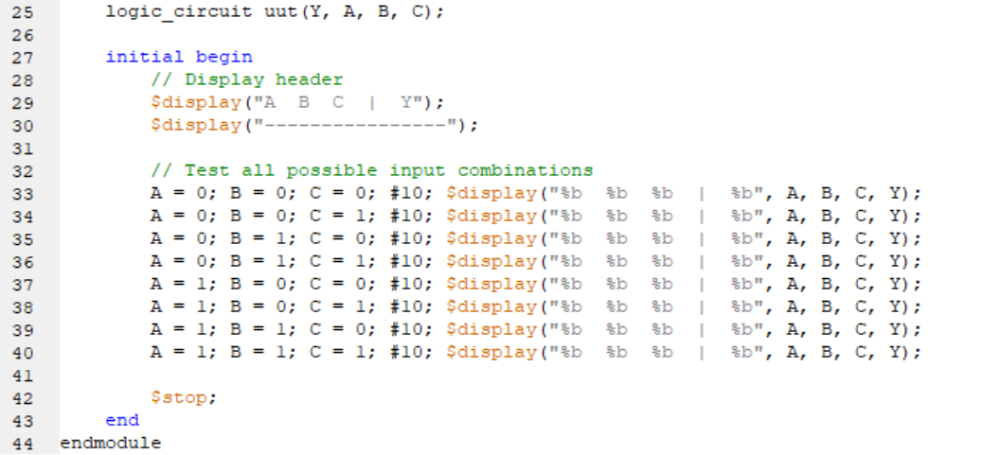 25 logic_circuit uut(Y, A, B, C);
26
27 initial begin
28 // Display header
29 $display("A  B  C  |  Y");
30 $display("----------------");
31
32 // Test all possible input combinations
33 A = 0; B = 0; C = 0; #10; $display("%b  %b  %b  |  %b", A, B, C, Y);
34 A = 0; B = 0; C = 1; #10; $display("%b  %b  %b  |  %b", A, B, C, Y);
35 A = 0; B = 1; C = 0; #10; $display("%b  %b  %b  |  %b", A, B, C, Y);
36 A = 0; B = 1; C = 1; #10; $display("%b  %b  %b  |  %b", A, B, C, Y);
37 A = 1; B = 0; C = 0; #10; $display("%b  %b  %b  |  %b", A, B, C, Y);
38 A = 1; B = 0; C = 1; #10; $display("%b  %b  %b  |  %b", A, B, C, Y);
39 A = 1; B = 1; C = 0; #10; $display("%b  %b  %b  |  %b", A, B, C, Y);
40 A = 1; B = 1; C = 1; #10; $display("%b  %b  %b  |  %b", A, B, C, Y);
41
42 $stop;
43 end
44 endmodule